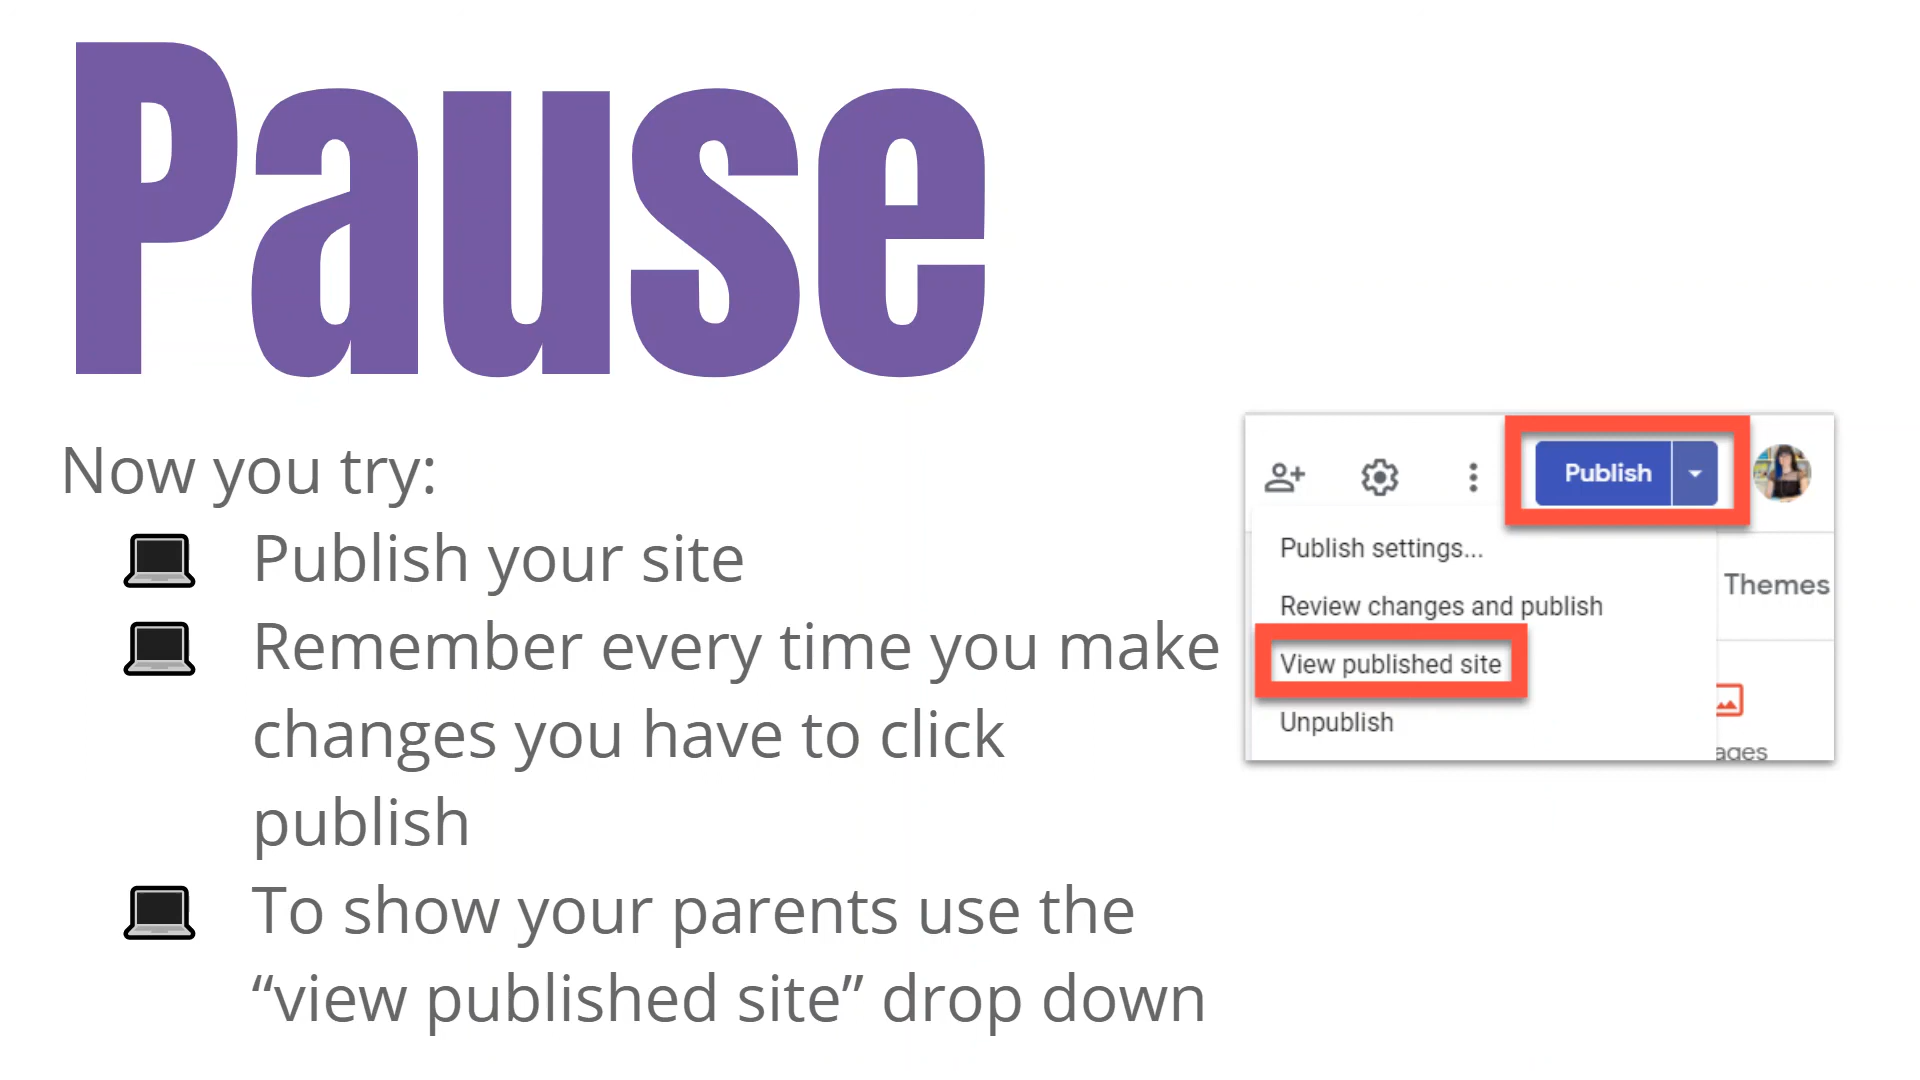 Pause
Now you try:
Publish your site
Remember every time you make
changes you have to click
publish
To show your parents use the
“view published site” drop down
Publish
Publish settings...
Review changes and publish
View published site
Unpublish
Themes
ages